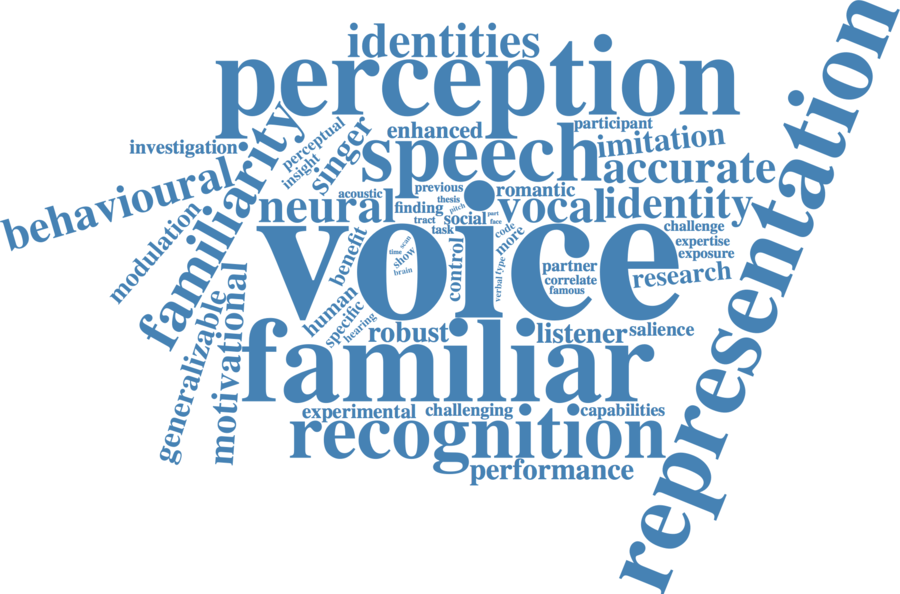 identities
perception
representation
participant
enhanced
imitation
investigation
perceptual
insight
singer
speech
accurate
familiarity
behavioural
acoustic
previous
romantic
thesis
neural
finding
pitch
part
social
face
vocal
identity
tract
task
code
more
challenge
expertise
exposure
modulation
benefit
scan
time
show
brain
control
verbal
type
voice
partner
correlate
famous
research
human
specific
hearing
robust
listener
salience
generalizable
motivational
familiar
experimental
challenging
capabilities
recognition
performance